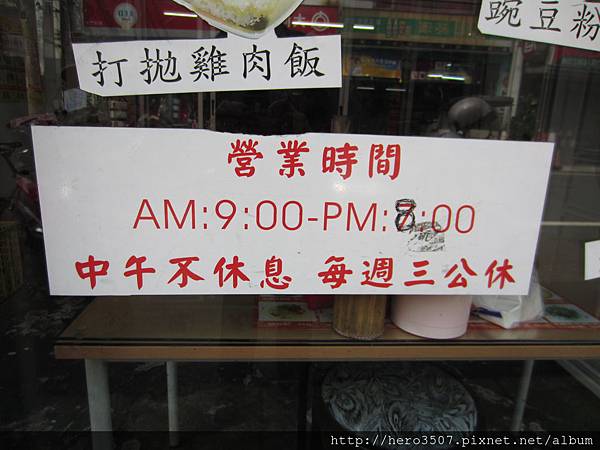 打拋雞肉飯
豌豆粉
營業時間
AM:9:00-PM:8:00
中午不休息 每週三公休
http://hero3507.pixnet.net/album